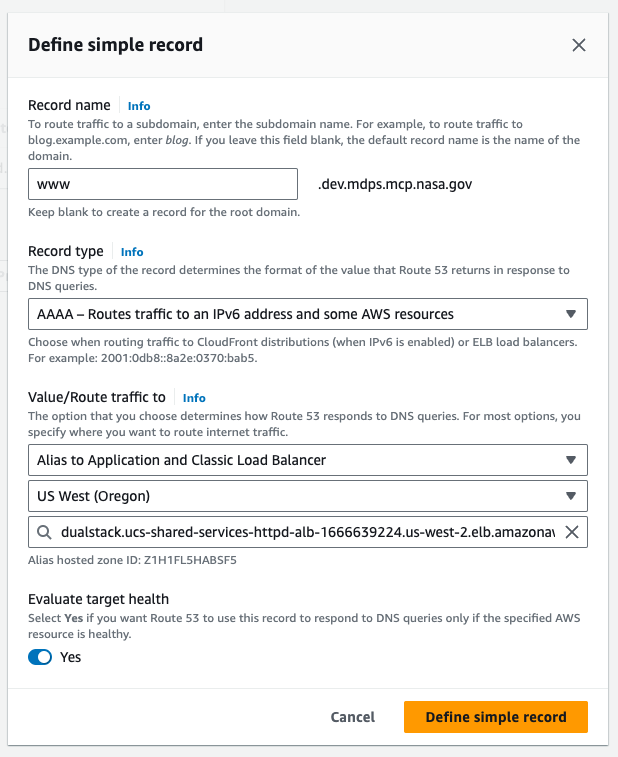 Define simple record
Record name Info
To route traffic to a subdomain, enter the subdomain name. For example, to route traffic to
blog.example.com, enter blog. If you leave this field blank, the default record name is the name of the
domain.
www .dev.mdps.mcp.nasa.gov
Keep blank to create a record for the root domain.
Record type Info
The DNS type of the record determines the format of the value that Route 53 returns in response to
DNS queries.
AAAA – Routes traffic to an IPv6 address and some AWS resources
Choose when routing traffic to CloudFront distributions (when IPv6 is enabled) or ELB load balancers.
For example: 2001:0db8::8a2e:0370:bab5.
Value/Route traffic to Info
The option that you choose determines how Route 53 responds to DNS queries. For most options, you
specify where you want to route internet traffic.
Alias to Application and Classic Load Balancer
US West (Oregon)
dualstack.ucs-shared-services-httpd-alb-1666639224.us-west-2.elb.amazonav
Alias hosted zone ID: Z1H1FL5HABSF5
Evaluate target health
Select Yes if you want Route 53 to use this record to respond to DNS queries only if the specified AWS
resource is healthy.
Yes
Cancel Define simple record